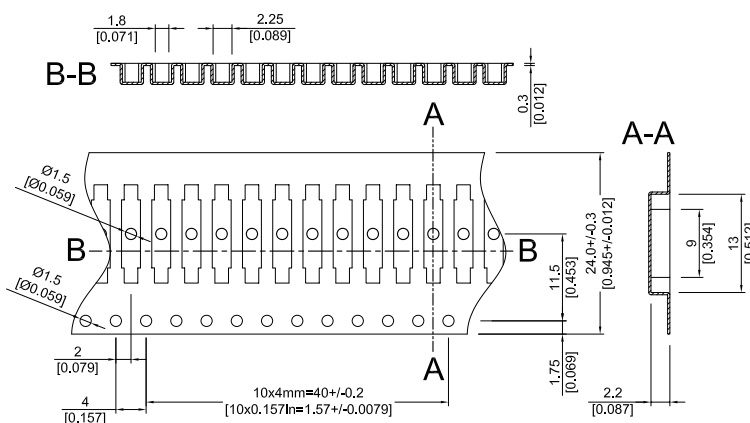 1.8
[0.071]
2.25
[0.089]
B-B
0.3
[0.012]
A
A-A
Ø1.5
[Ø0.059]
B
B
24.0+/-0.3
[0.945+/-0.012]
11.5
[0.453]
9
[0.354]
13
[0.512]
Ø1.5
[Ø0.059]
2
[0.079]
1.75
[0.069]
A
10x4mm=40+/-0.2
[10x0.157In=1.57+/-0.0079]
4
[0.157]
2.2
[0.087]